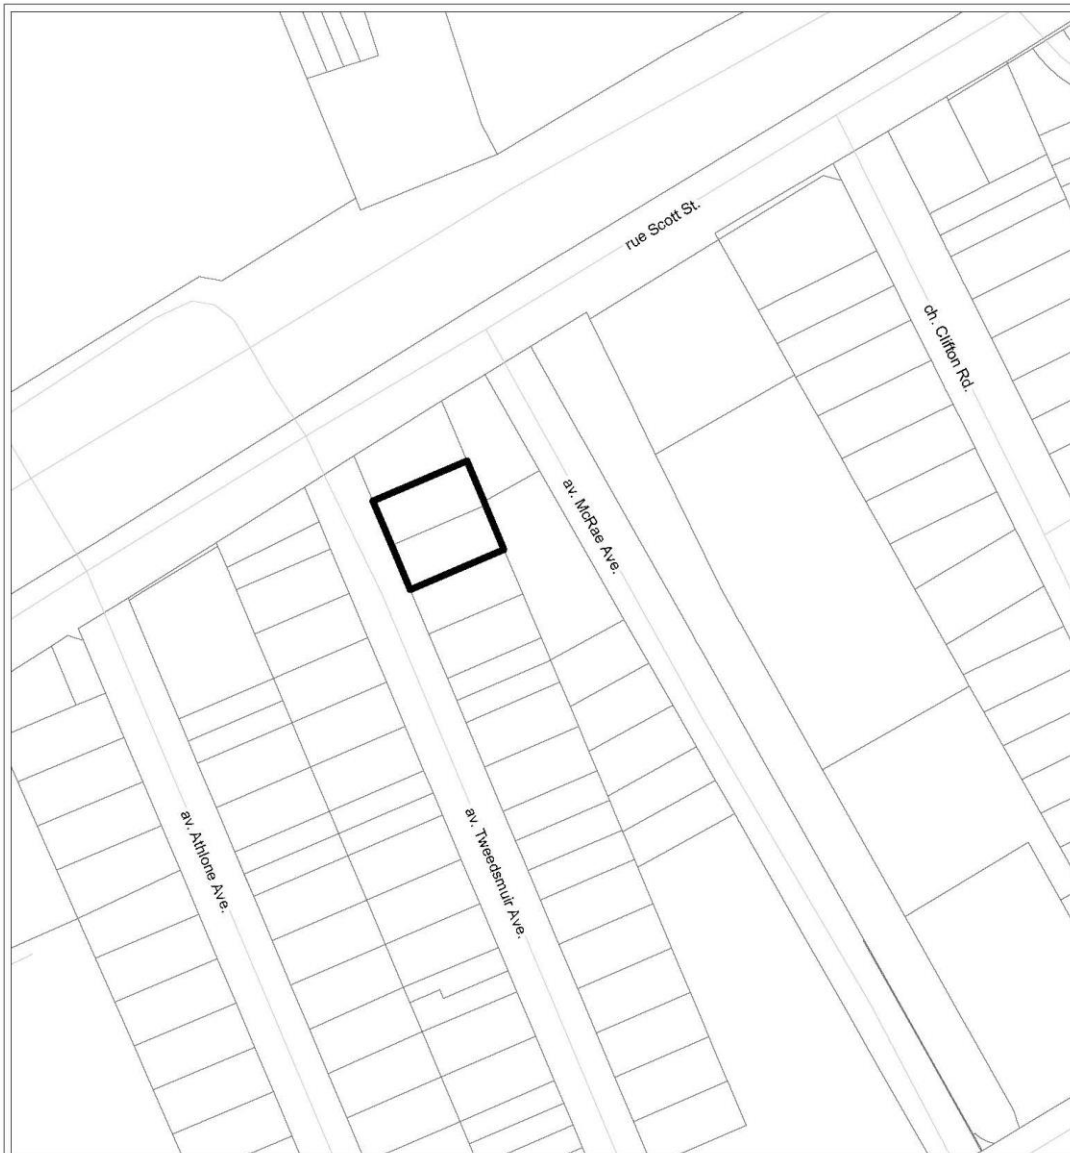 rue Scott St.
ch. Clifton Rd.
av. McRae Ave.
av. Athlone Ave.
av. Tweedsmuir Ave.